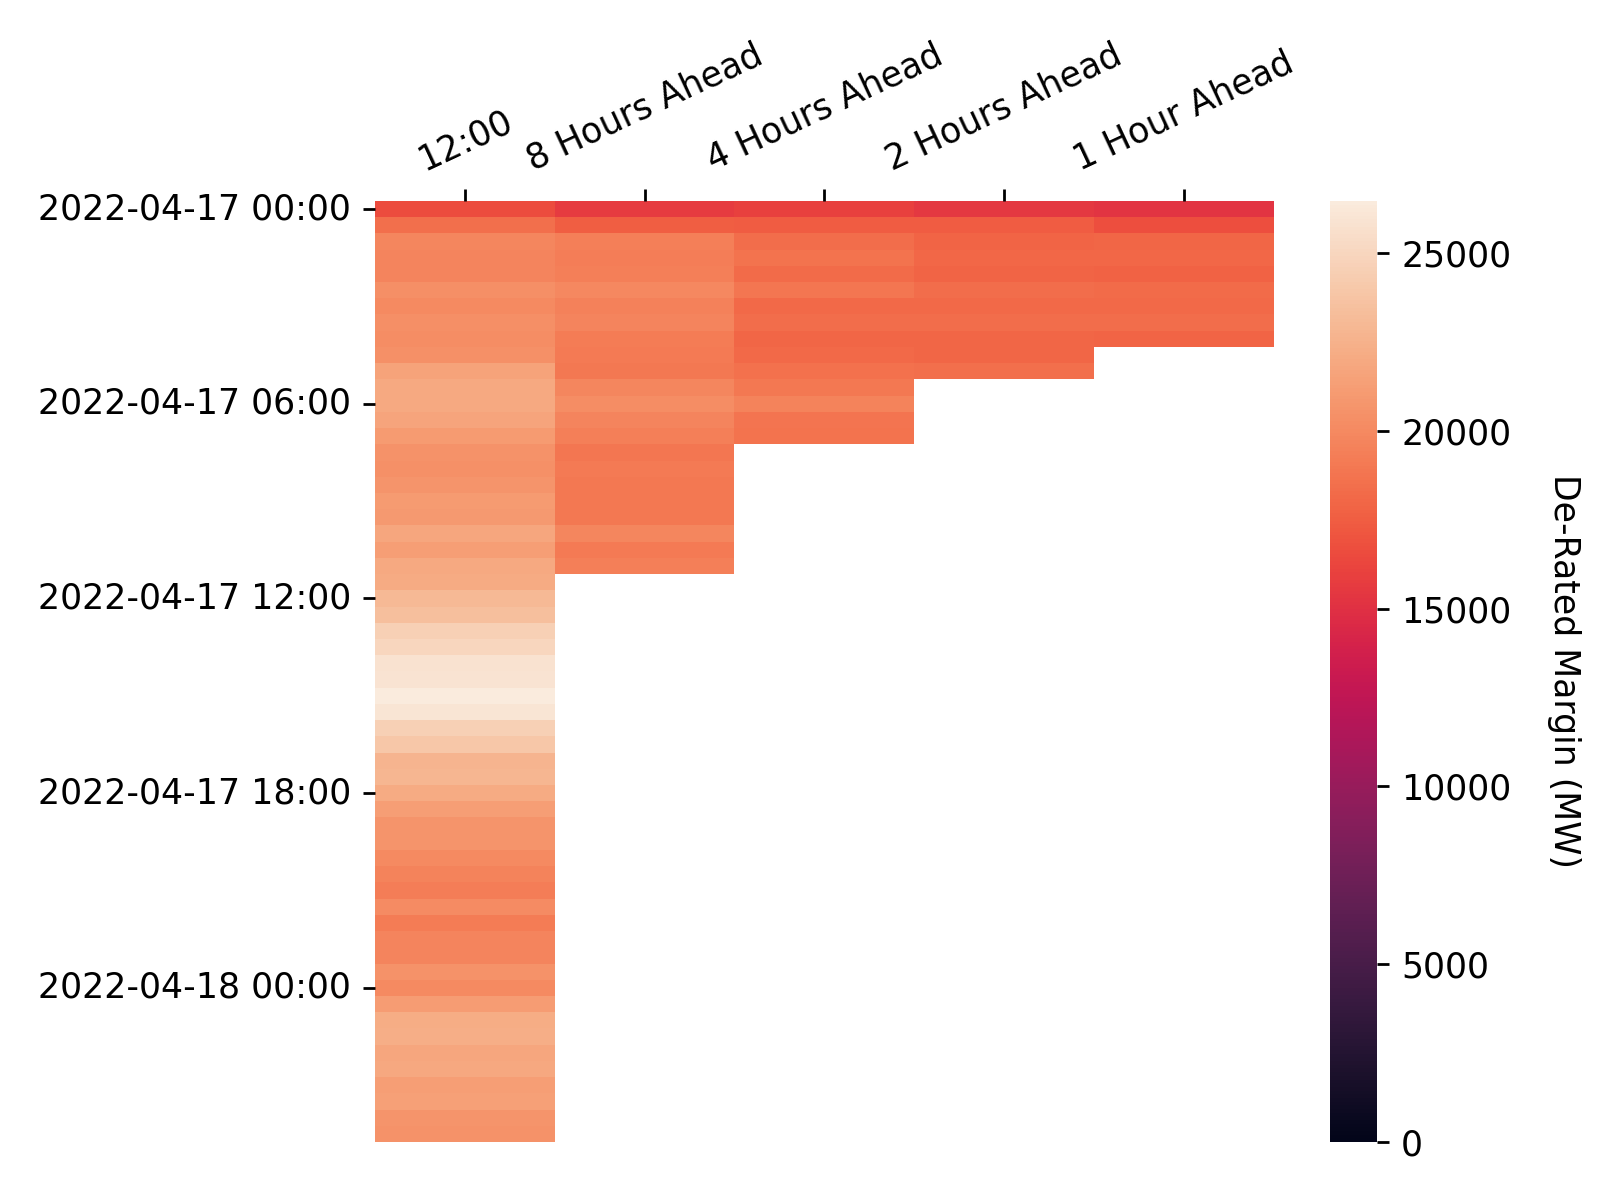 12:00
8 Hours Ahead
4 Hours Ahead
2 Hours Ahead
1 Hour Ahead
2022-04-17 00:00
2022-04-17 06:00
2022-04-17 12:00
2022-04-17 18:00
2022-04-18 00:00
25000
20000
15000
10000
5000
0
De-Rated Margin (MW)